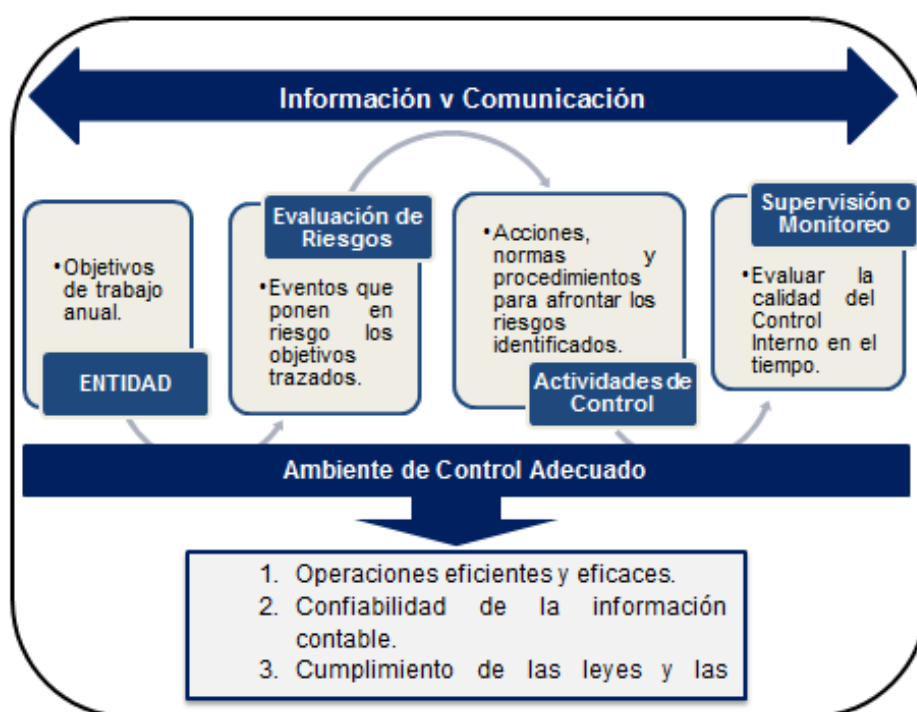 Información v Comunicación
•Objetivos
de trabajo
anual.
ENTIDAD
Evaluación de
Riesgos
•Eventos que
ponen en
riesgo los
objetivos
trazados.
•Acciones,
normas y
procedimientos
para afrontar los
riesgos
identificados.
Actividades de
Control
Supervisión o
Monitoreo
•Evaluar la
calidad del
Control
Interno en el
tiempo.
Ambiente de Control Adecuado
1. Operaciones eficientes y eficaces.
2. Confiabilidad de la información
contable.
3. Cumplimiento de las leyes y las